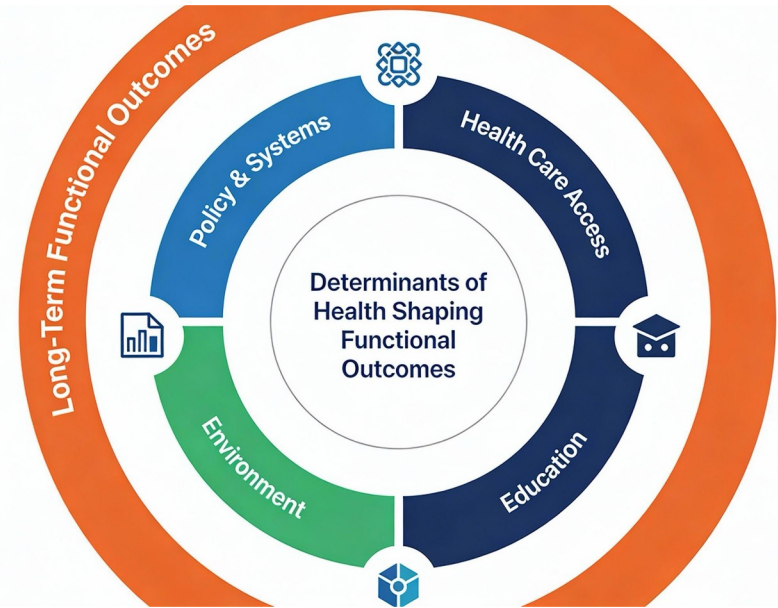 Long-Term Functional Outcomes
Policy & Systems
Health Care Access
Determinants of
Health Shaping
Functional
Outcomes
Environment
Education